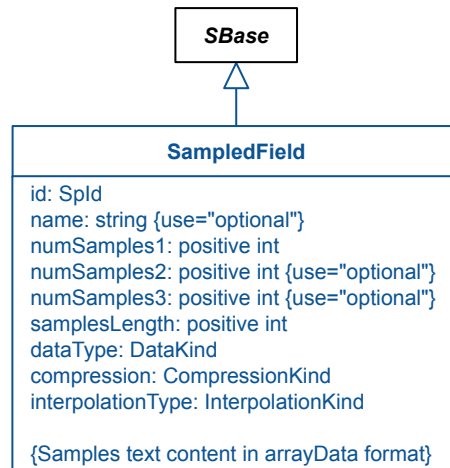 SBase
SampledField
id: SpId
name: string {use="optional"}
numSamples1: positive int
numSamples2: positive int {use="optional"}
numSamples3: positive int {use="optional"}
samplesLength: positive int
dataType: DataKind
compression: CompressionKind
interpolationType: InterpolationKind
{Samples text content in arrayData format}